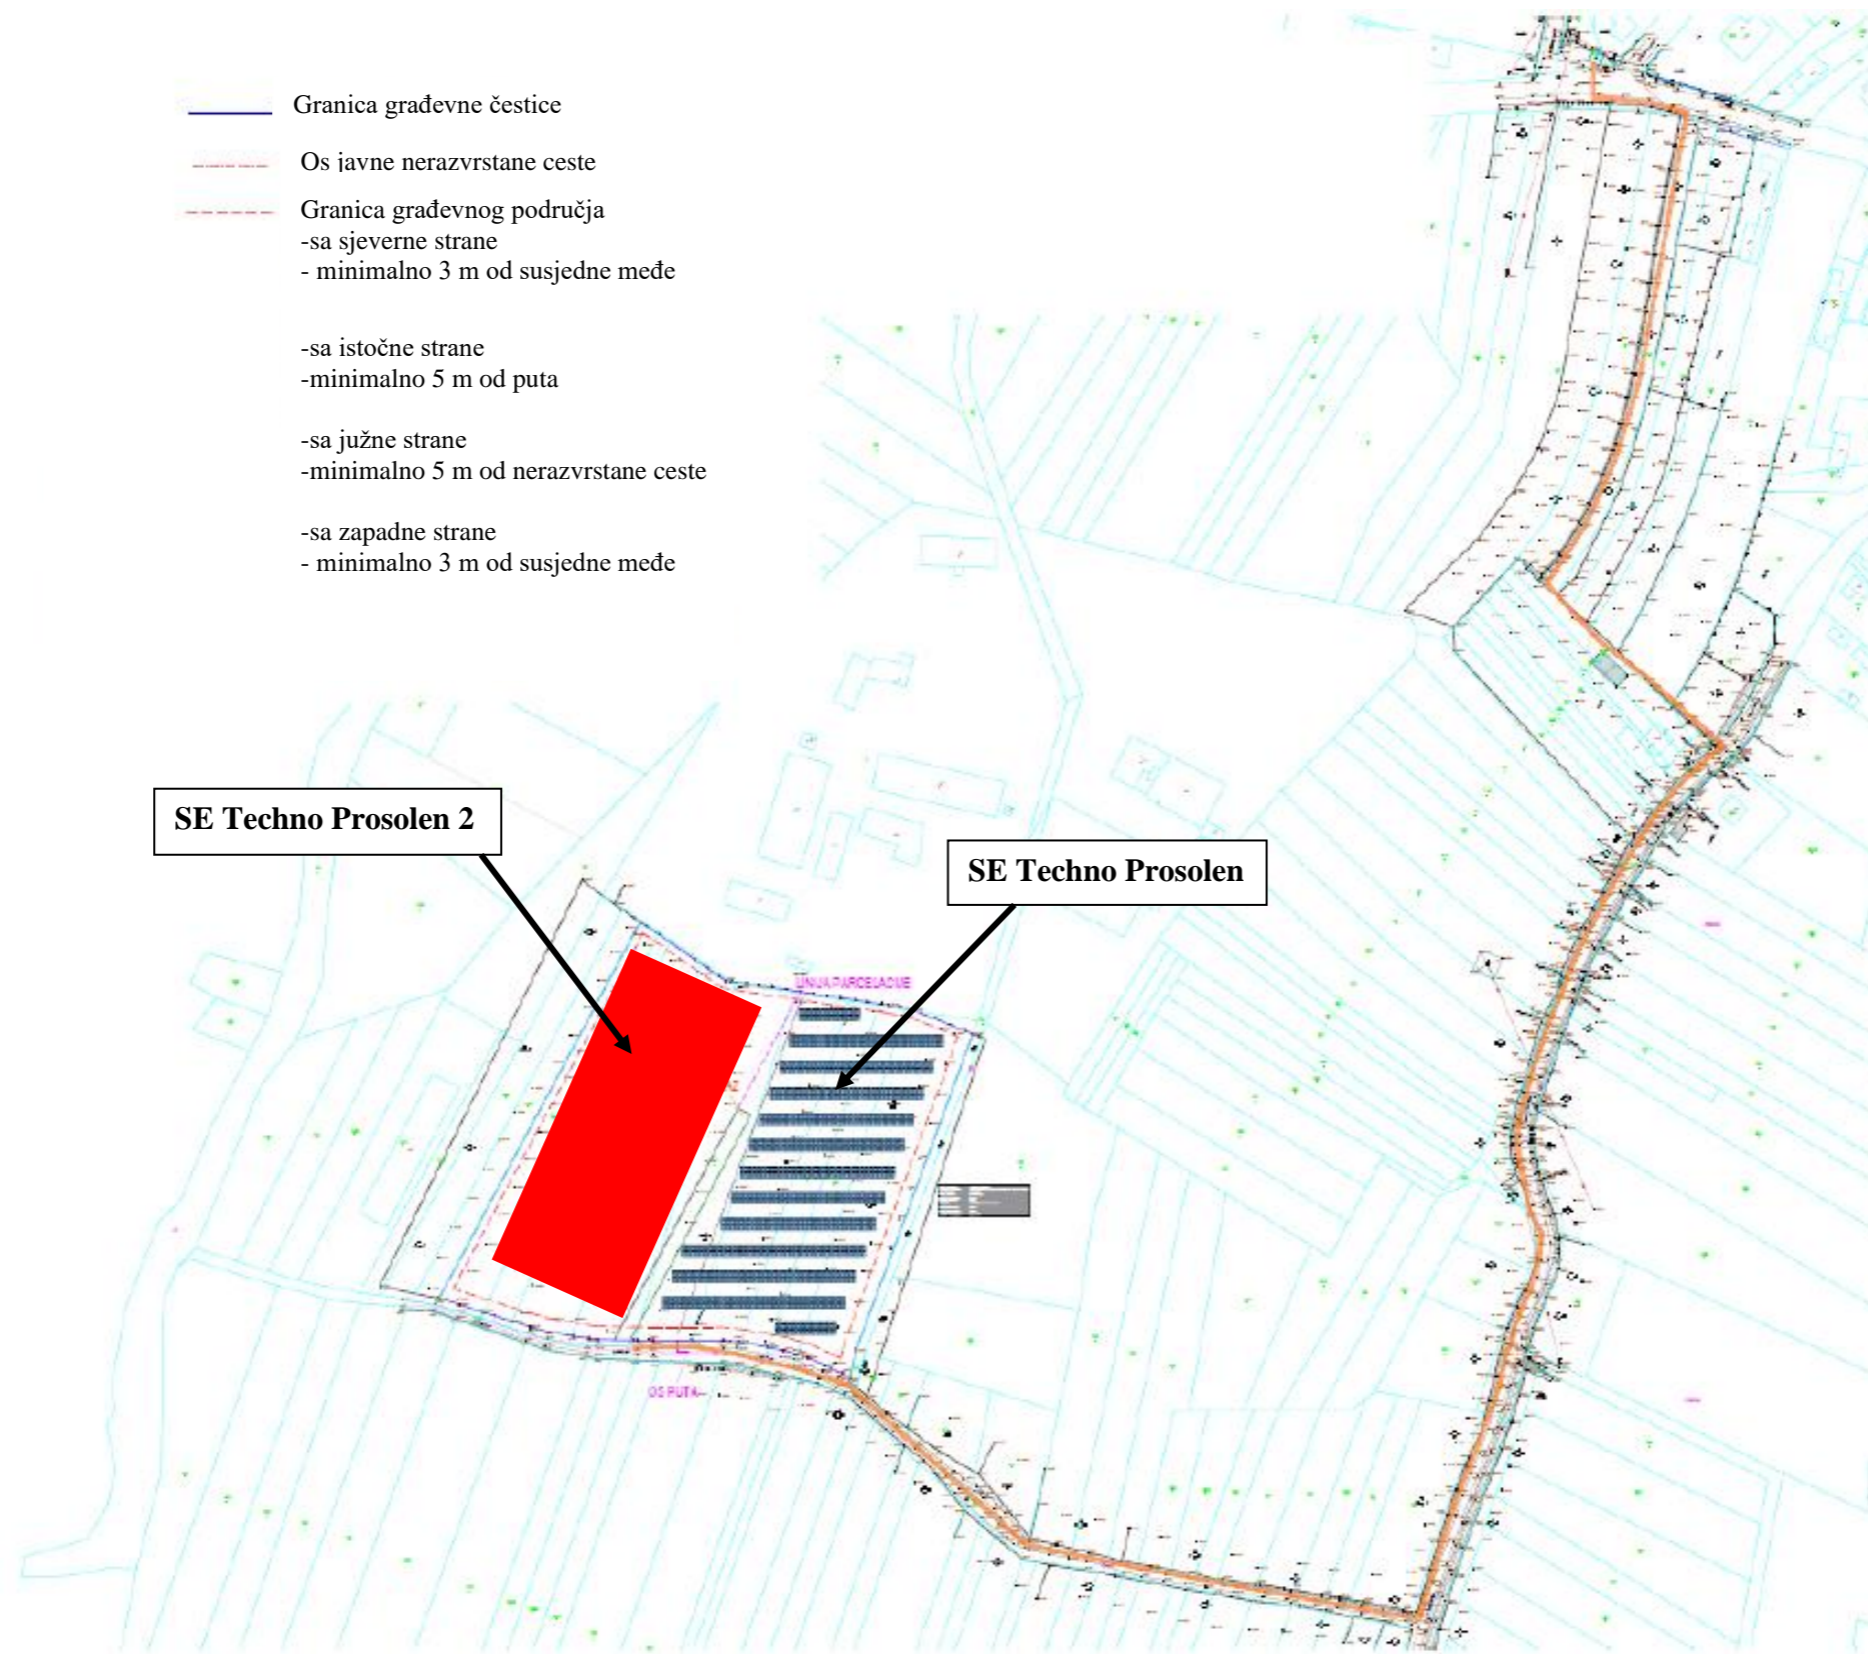 Granica građevne čestice
Os javne nerazvrstane ceste
Granica građevnog područja
-sa sjeverne strane
- minimalno 3 m od susjedne međe
-sa istočne strane
-minimalno 5 m od puta
-sa južne strane
-minimalno 5 m od nerazvrstane ceste
-sa zapadne strane
- minimalno 3 m od susjedne međe
SE Techno Prosolen 2
SE Techno Prosolen
LINIJA PARCELACIJE
OS PUTA